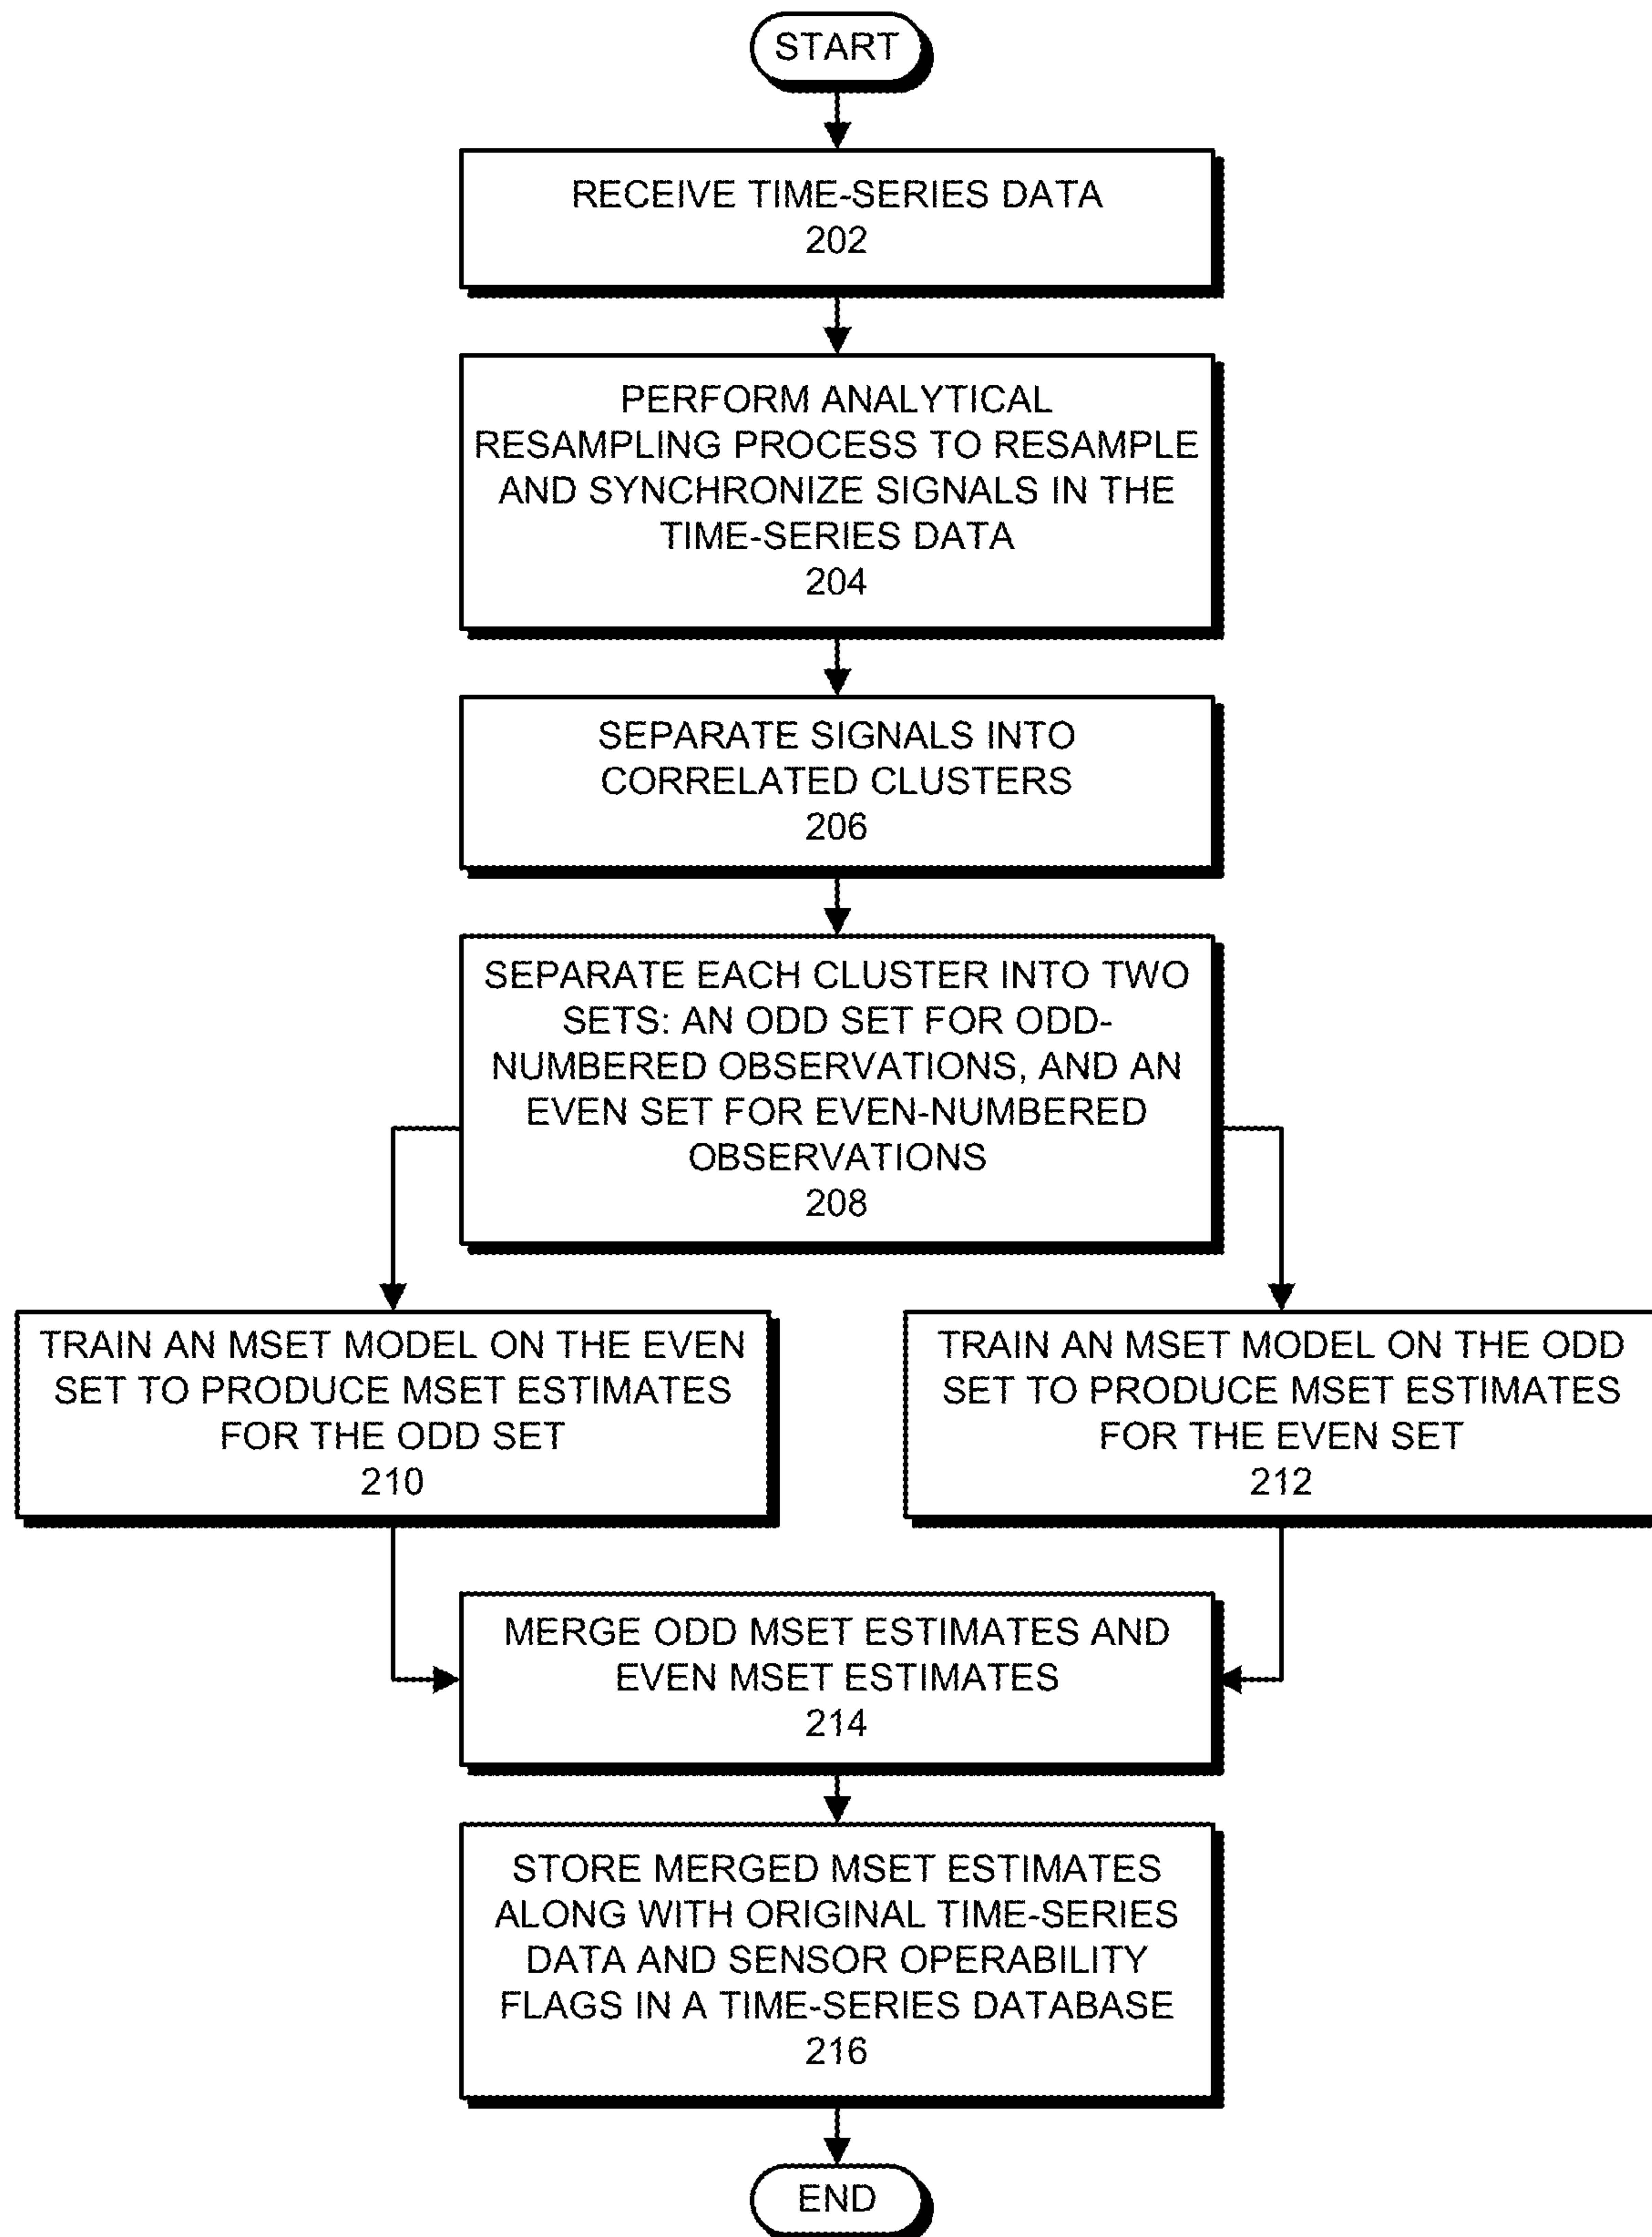 START
RECEIVE TIME-SERIES DATA
202
PERFORM ANALYTICAL
RESAMPLING PROCESS TO RESAMPLE
AND SYNCHRONIZE SIGNALS IN THE
TIME-SERIES DATA
204
SEPARATE SIGNALS INTO
CORRELATED CLUSTERS
206
SEPARATE EACH CLUSTER INTO TWO
SETS: AN ODD SET FOR ODD-
NUMBERED OBSERVATIONS, AND AN
EVEN SET FOR EVEN-NUMBERED
OBSERVATIONS
208
TRAIN AN MSET MODEL ON THE EVEN
SET TO PRODUCE MSET ESTIMATES
FOR THE ODD SET
210
TRAIN AN MSET MODEL ON THE ODD
SET TO PRODUCE MSET ESTIMATES
FOR THE EVEN SET
212
MERGE ODD MSET ESTIMATES AND
EVEN MSET ESTIMATES
214
STORE MERGED MSET ESTIMATES
ALONG WITH ORIGINAL TIME-SERIES
DATA AND SENSOR OPERABILITY
FLAGS IN A TIME-SERIES DATABASE
216
END